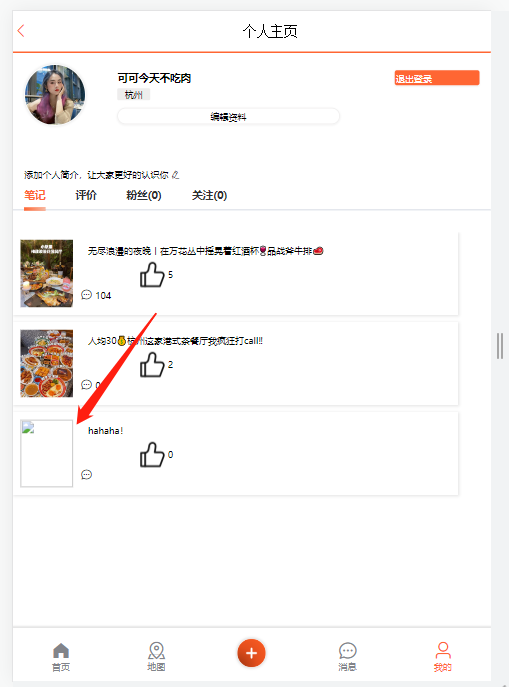 个人主页
可可今天不吃肉
退出登录
杭州
编辑资料
添加个人简介，让大家更好的认识你
笔记 评价 粉丝(0) 关注(0)
无尽浪漫的夜晚丨在万花丛中摇晃着红酒杯🍷品战斧牛排🥩
5
104
人均30💰杭州这家港式茶餐厅我疯狂打call‼️
2
0
hahaha!
0
首页 地图 消息 我的